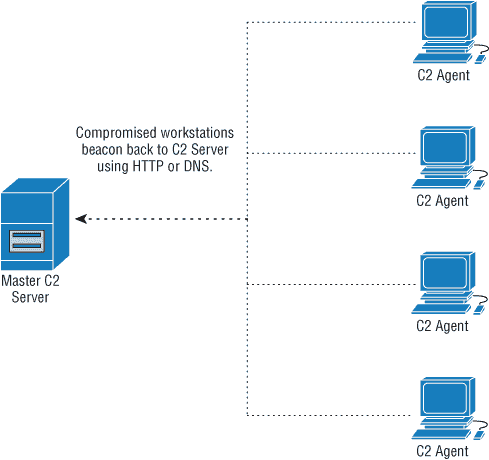 C2 Agent
Compromised workstations
beacon back to C2 Server
using HTTP or DNS.
C2 Agent
Master C2
Server
C2 Agent
C2 Agent